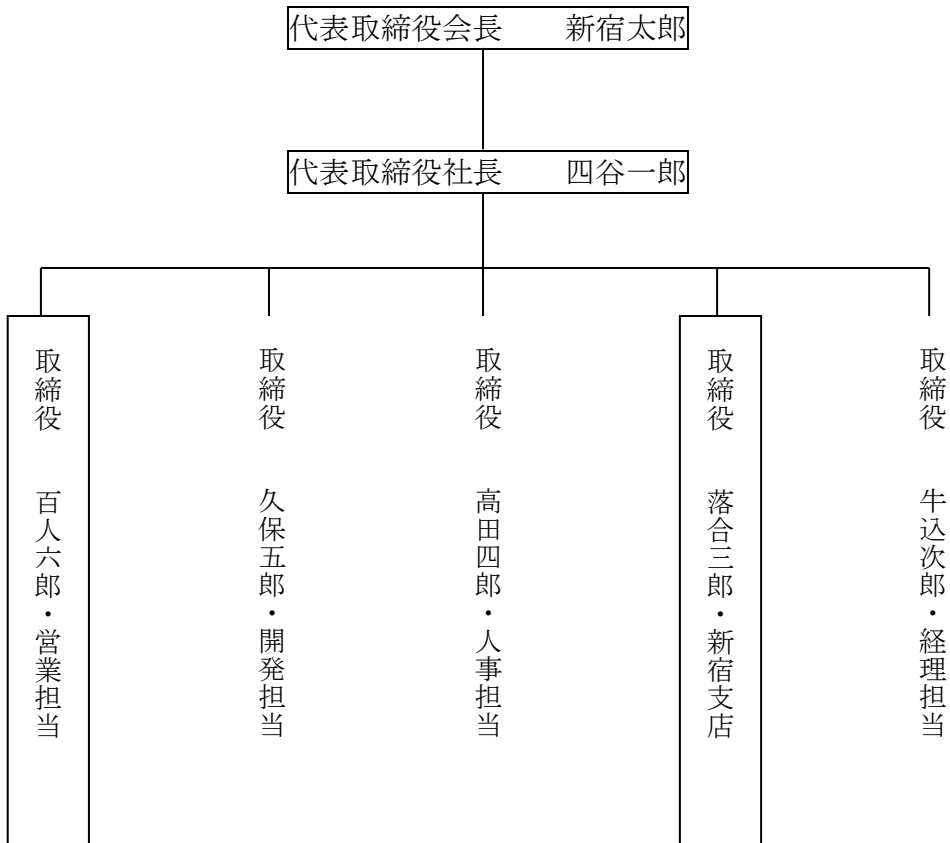 代表取締役会長　　新宿太郎
代表取締役社長　　四谷一郎
取締役　　牛込次郎・経理担当
取締役　　落合三郎・新宿支店
取締役　　高田四郎・人事担当
取締役　　久保五郎・開発担当
取締役　　百人六郎・営業担当